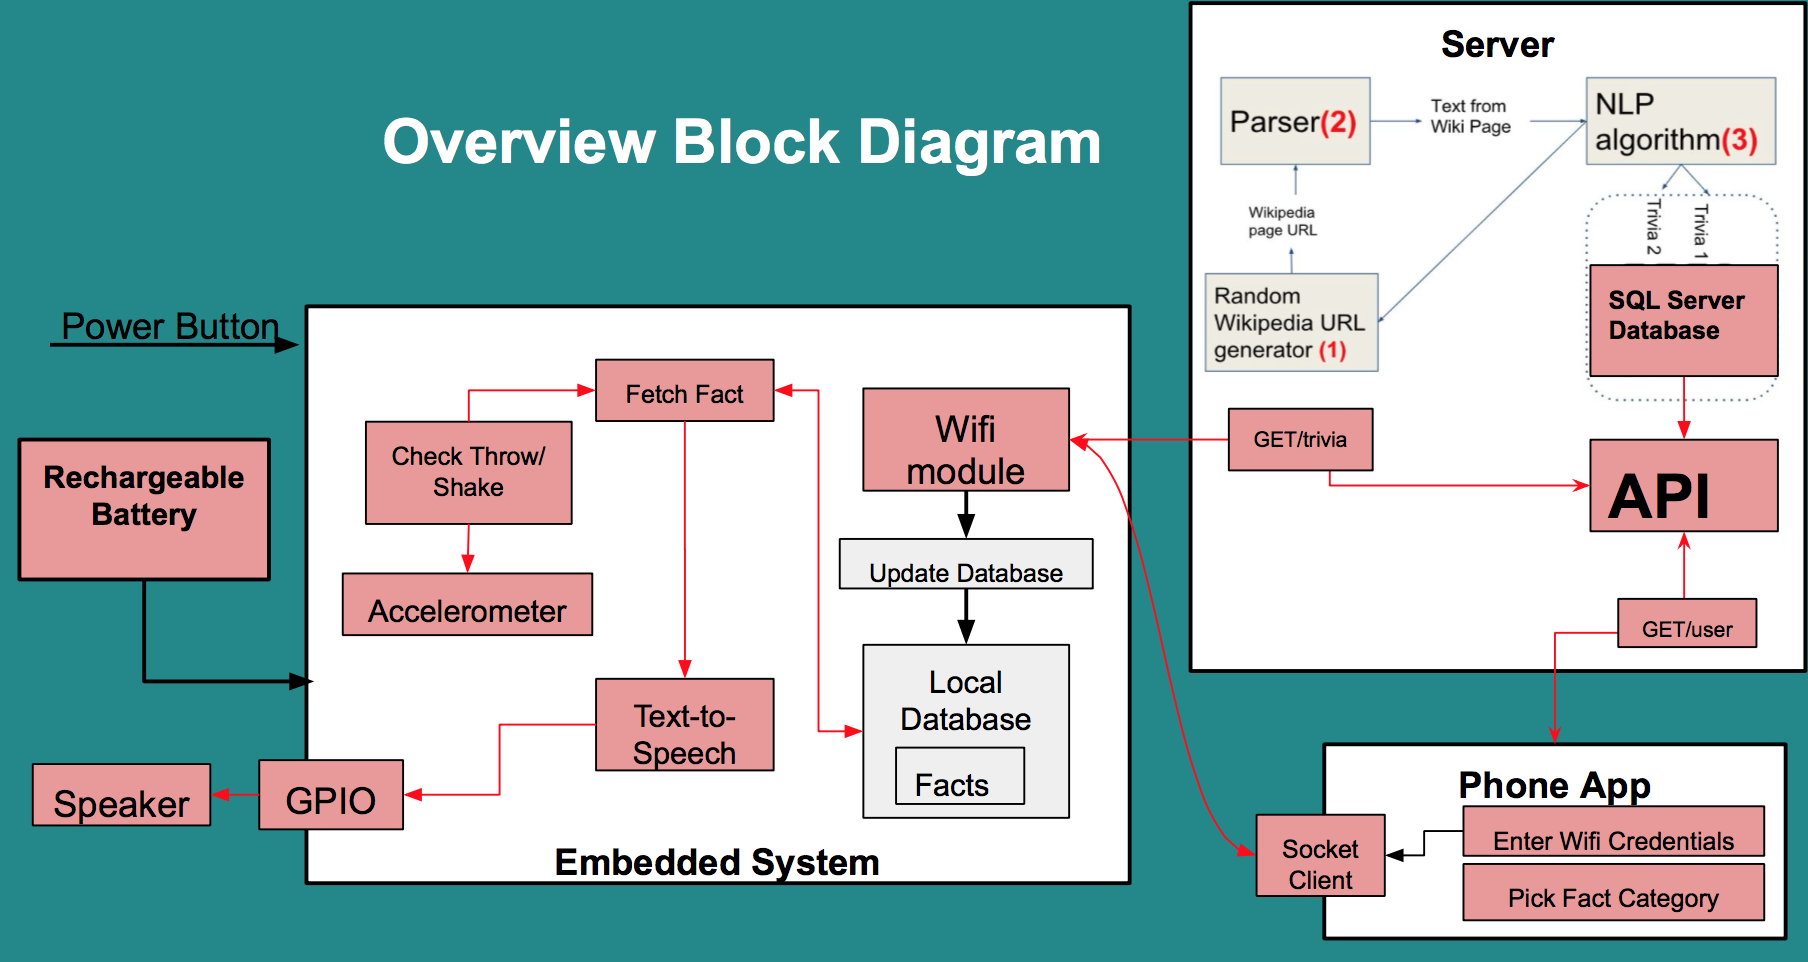 Overview Block Diagram
Power Button
Rechargeable
Battery
Speaker
GPIO
Check Throw/
Shake
Accelerometer
Fetch Fact
Text-to-
Speech
Wifi
module
Update Database
Local
Database
Facts
Embedded System
Server
Parser(2)
Text from
Wiki Page
NLP
algorithm(3)
Wikipedia
page URL
Random
Wikipedia URL
generator (1)
Trivia 2
Trivia 1
SQL Server
Database
GET/trivia
API
GET/user
Phone App
Socket
Client
Enter Wifi Credentials
Pick Fact Category